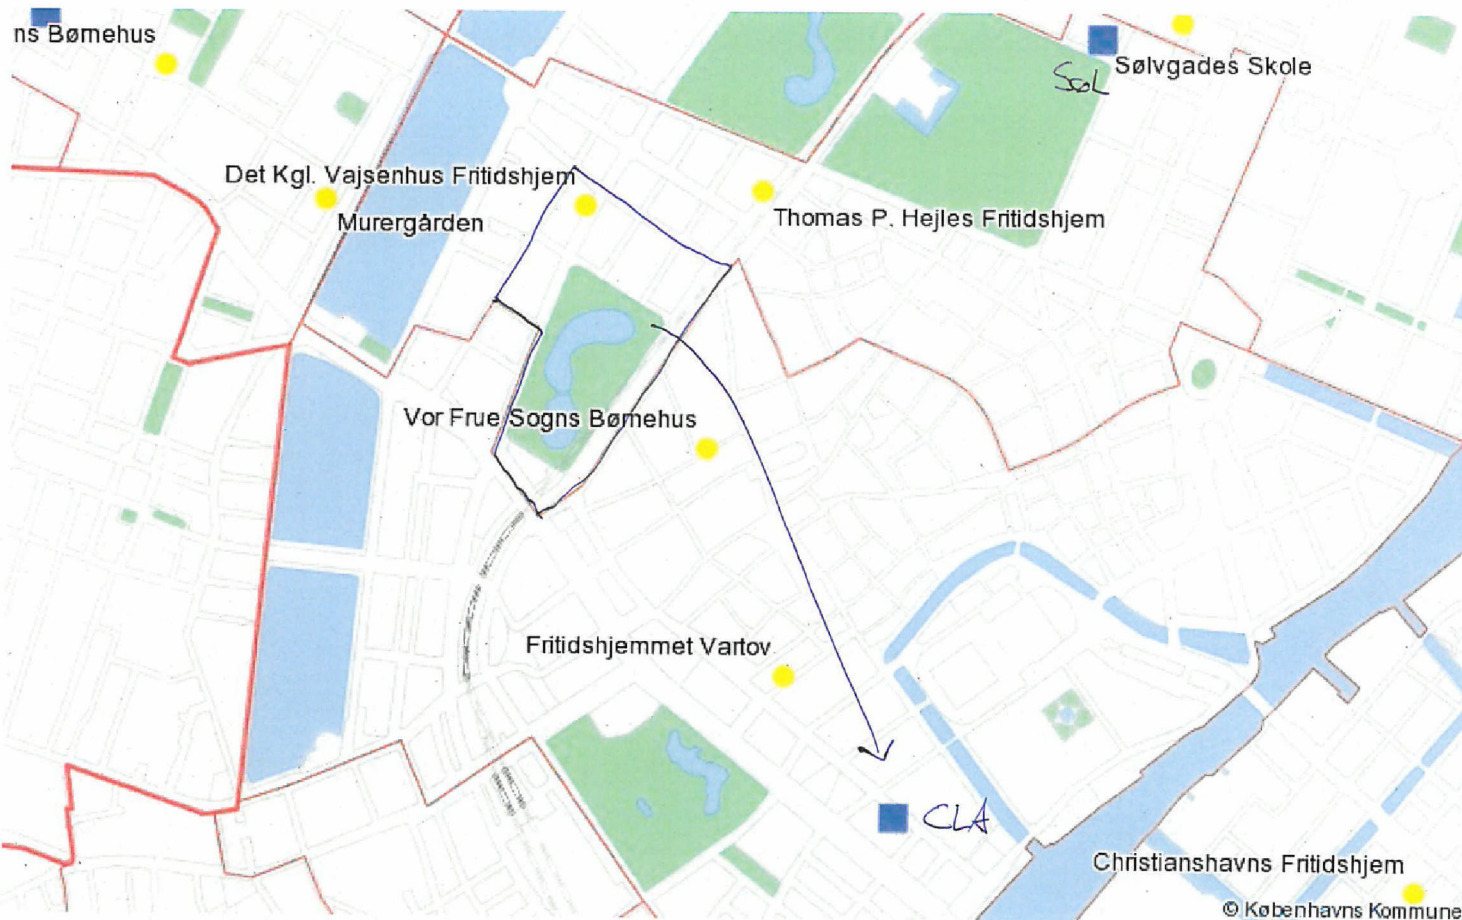 ns Børnehus
Sølvgades Skole
SøL
Det Kgl. Vajsenhus Fritidshjem
Murergården
Thomas P. Hejles Fritidshjem
Vor Frue Sogns Børnehus
Fritidshjemmet Vartov
CLA
Christianshavns Fritidshjem
© Københavns Kommune